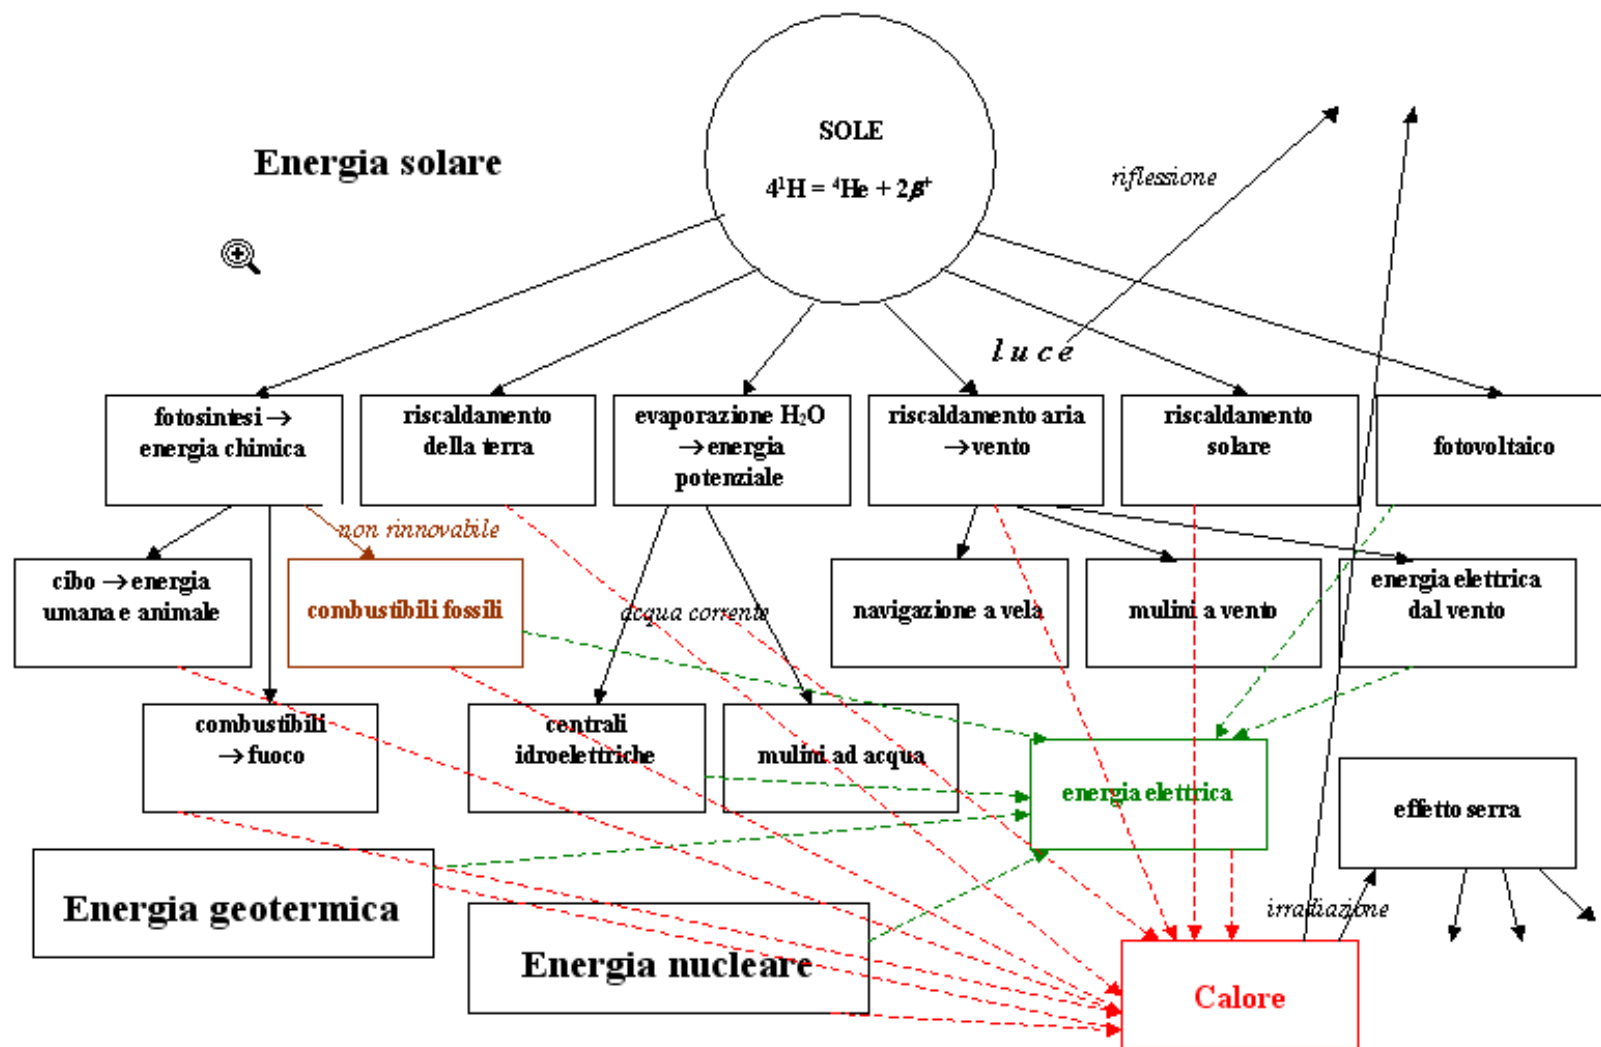 SOLE
Energia solare
4¹H = ⁴He + 2β⁺
riflessione
luce
fotosintesi →
energia chimica
riscaldamento
della terra
evaporazione H₂O
→ energia
potenziale
riscaldamento aria
→ vento
riscaldamento
solare
fotovoltaico
non rinnovabile
cibo → energia
umana e animale
combustibili fossili
acqua corrente
navigazione a vela
mulini a vento
energia elettrica
dal vento
combustibili
→ fuoco
centrali
idroelettriche
mulini ad acqua
energia elettrica
effetto serra
Energia geotermica
Energia nucleare
irradiazione
Calore